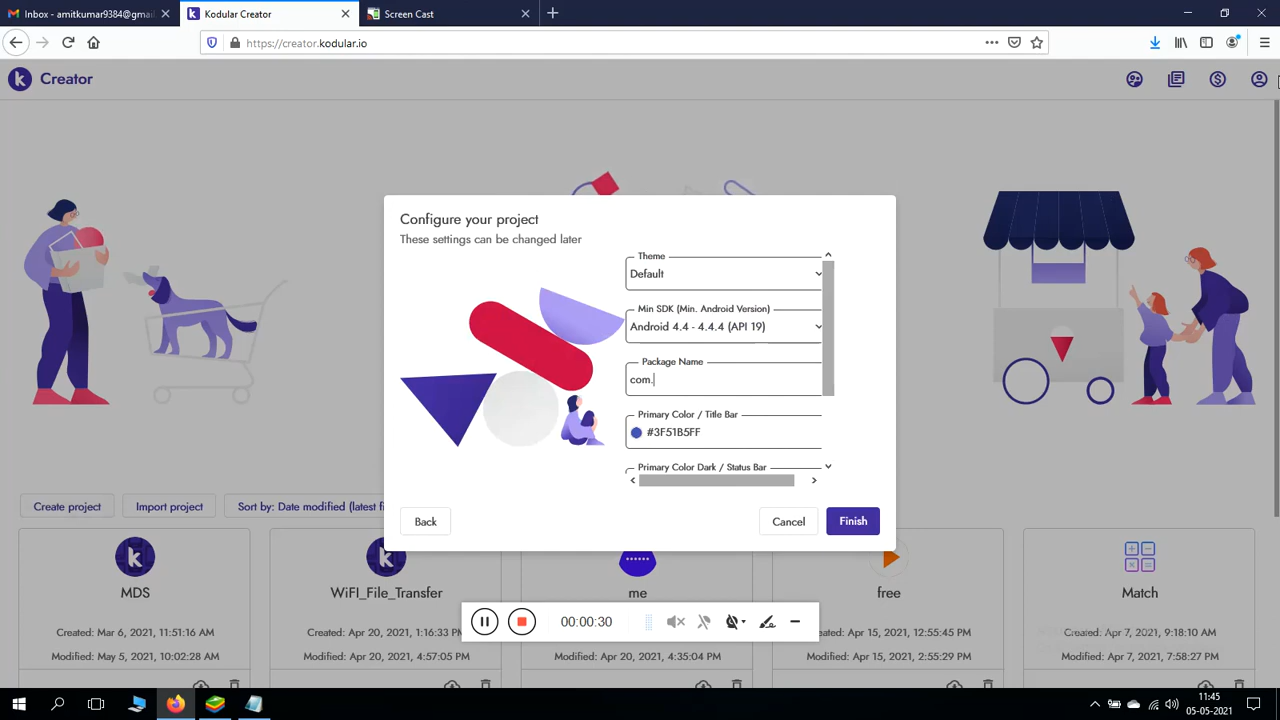 Inbox - amitkumar9384@gmai
Kodular Creator
Screen Cast
https://creator.kodular.io
Creator
Configure your project
These settings can be changed later
Theme
Default
Min SDK (Min. Android Version)
Android 4.4 - 4.4.4 (API 19)
Package Name
com.
Primary Color / Title Bar
#3F51B5FF
Primary Color Dark / Status Bar
Back
Cancel
Finish
Create project
Import project
Sort by: Date modified (latest fi
MDS
Created: Mar 6, 2021, 11:51:16 AM
Modified: May 5, 2021, 10:02:28 AM
WiFI_File_Transfer
Created: Apr 20, 2021, 1:16:33 PM
Modified: Apr 20, 2021, 4:57:05 PM
me
Modified: Apr 20, 2021, 4:35:04 PM
free
Apr 15, 2021, 12:55:45 PM
Modified: Apr 15, 2021, 2:55:29 PM
Match
Created: Apr 7, 2021, 9:18:10 AM
Modified: Apr 7, 2021, 7:58:27 PM
00:00:30
11:45
05-05-2021